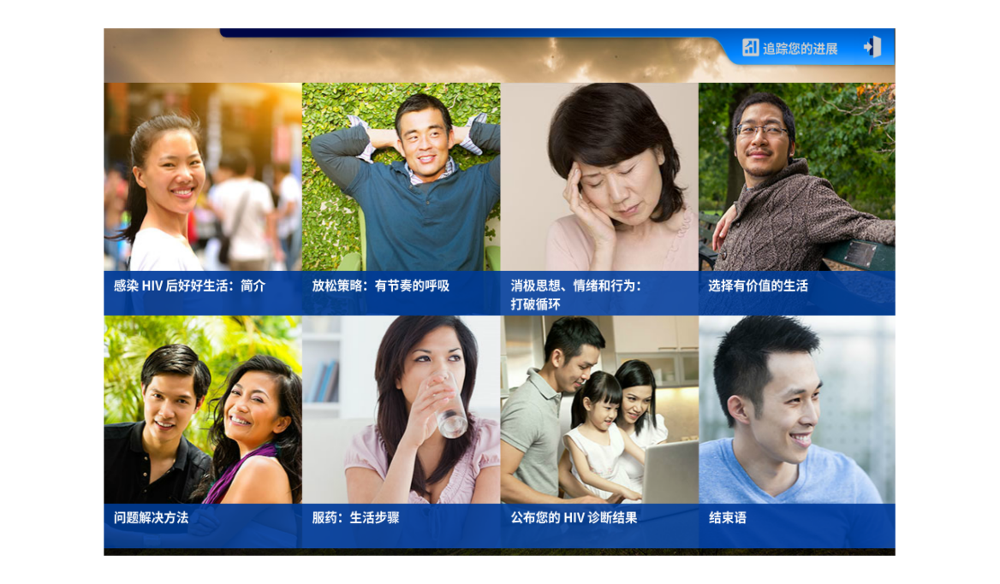 追踪您的进展
感染 HIV 后好好生活：简介
放松策略：有节奏的呼吸
消极思想、情绪和行为：
打破循环
选择有价值的生活
问题解决方法
服药：生活步骤
公布您的 HIV 诊断结果
结束语